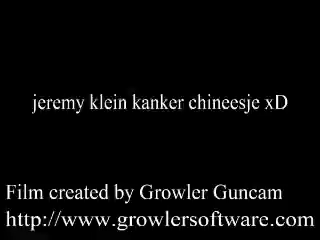 jeremy klein kanker chineesje xD
Film created by Growler Guncam
http://www.growlersoftware.com